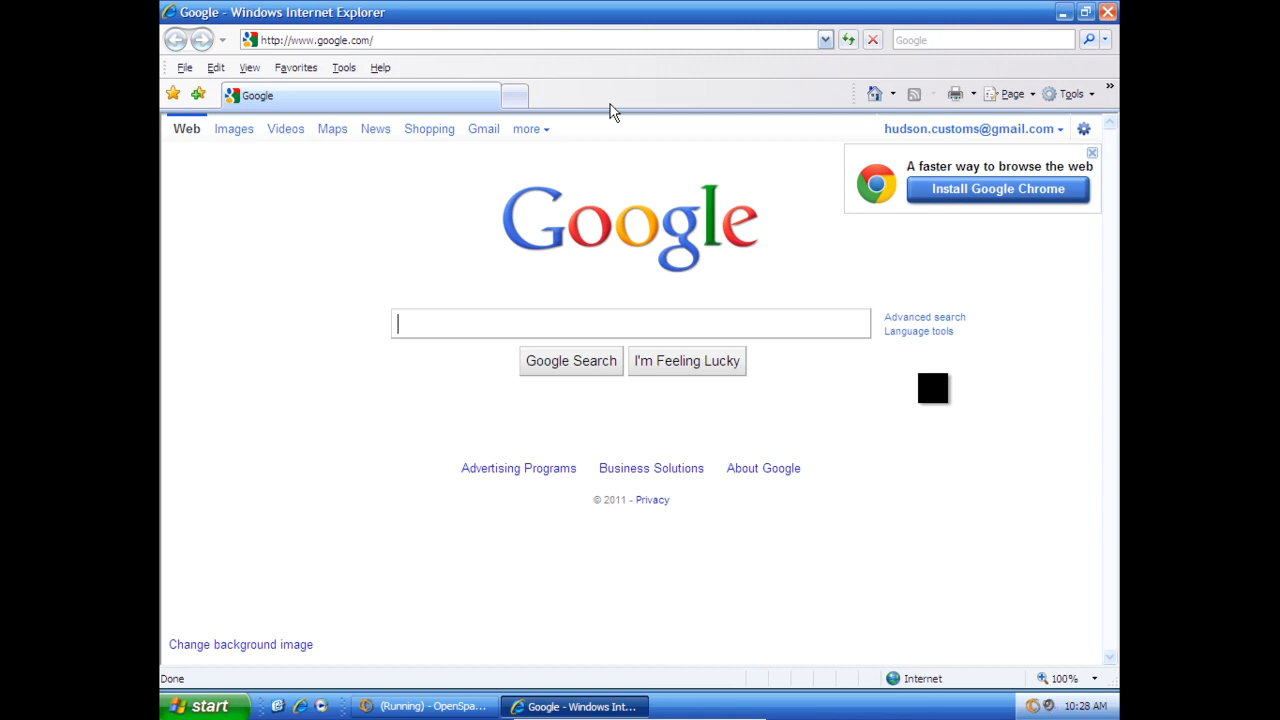 Google - Windows Internet Explorer
http://www.google.com/
Google
File Edit View Favorites Tools Help
Google
Page Tools »
Web Images Videos Maps News Shopping Gmail more
hudson.customs@gmail.com
A faster way to browse the web
Install Google Chrome
Google
Advanced search
Language tools
Google Search I'm Feeling Lucky
Advertising Programs Business Solutions About Google
© 2011 - Privacy
Change background image
Done Internet 100%
start (Running) - OpenSpa... Google - Windows Int... 10:28 AM